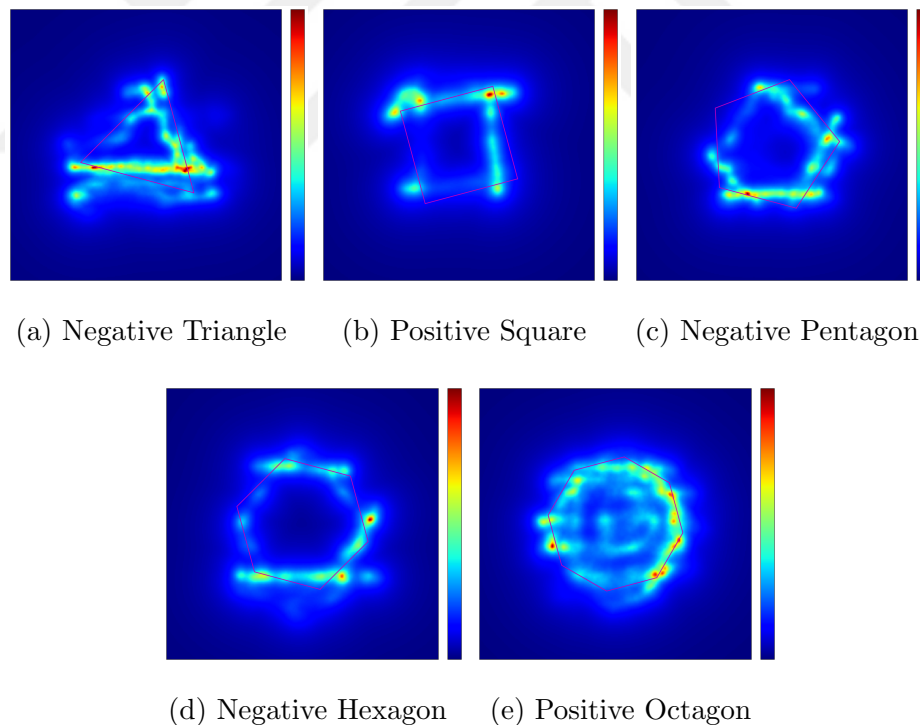 (a) Negative Triangle
(b) Positive Square
(c) Negative Pentagon
(d) Negative Hexagon
(e) Positive Octagon